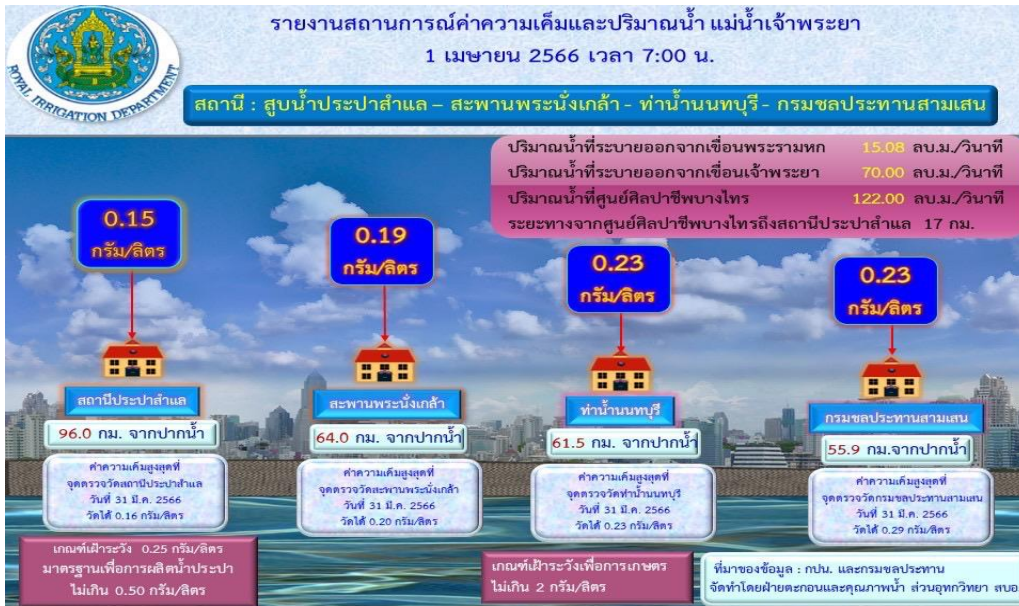 รายงานสถานการณ์ค่าความเค็มและปริมาณน้ำ แม่น้ำเจ้าพระยา
1 เมษายน 2566 เวลา 7:00 น.
ROYAL IRRIGATION DEPARTMENT
สถานี : สูบน้ำประปาสำแล – สะพานพระนั่งเกล้า - ท่าน้ำนนทบุรี - กรมชลประทานสามเสน
ปริมาณน้ำที่ระบายออกจากเขื่อนพระรามหก 15.08 ลบ.ม./วินาที
ปริมาณน้ำที่ระบายออกจากเขื่อนเจ้าพระยา 70.00 ลบ.ม./วินาที
ปริมาณน้ำที่ศูนย์ศิลปาชีพบางไทร 122.00 ลบ.ม./วินาที
ระยะทางจากศูนย์ศิลปาชีพบางไทรถึงสถานีประปาสำแล 17 กม.
0.15
กรัม/ลิตร
สถานีประปาสำแล
96.0 กม. จากปากน้ำ
ค่าความเค็มสูงสุดที่
จุดตรวจวัดสถานีประปาสำแล
วันที่ 31 มี.ค. 2566
วัดได้ 0.16 กรัม/ลิตร
0.19
กรัม/ลิตร
สะพานพระนั่งเกล้า
64.0 กม. จากปากน้ำ
ค่าความเค็มสูงสุดที่
จุดตรวจวัดสะพานพระนั่งเกล้า
วันที่ 31 มี.ค. 2566
วัดได้ 0.20 กรัม/ลิตร
0.23
กรัม/ลิตร
ท่าน้ำนนทบุรี
61.5 กม. จากปากน้ำ
ค่าความเค็มสูงสุดที่
จุดตรวจวัดท่าน้ำนนทบุรี
วันที่ 31 มี.ค. 2566
วัดได้ 0.23 กรัม/ลิตร
0.23
กรัม/ลิตร
กรมชลประทานสามเสน
55.9 กม.จากปากน้ำ
ค่าความเค็มสูงสุดที่
จุดตรวจวัดกรมชลประทานสามเสน
วันที่ 31 มี.ค. 2566
วัดได้ 0.29 กรัม/ลิตร
เกณฑ์เฝ้าระวัง 0.25 กรัม/ลิตร
มาตรฐานเพื่อการผลิตน้ำประปา
ไม่เกิน 0.50 กรัม/ลิตร
เกณฑ์เฝ้าระวังเพื่อการเกษตร
ไม่เกิน 2 กรัม/ลิตร
ที่มาของข้อมูล : กปน. และกรมชลประทาน
จัดทำโดยฝ่ายตะกอนและคุณภาพน้ำ ส่วนอุทกวิทยา สบอ